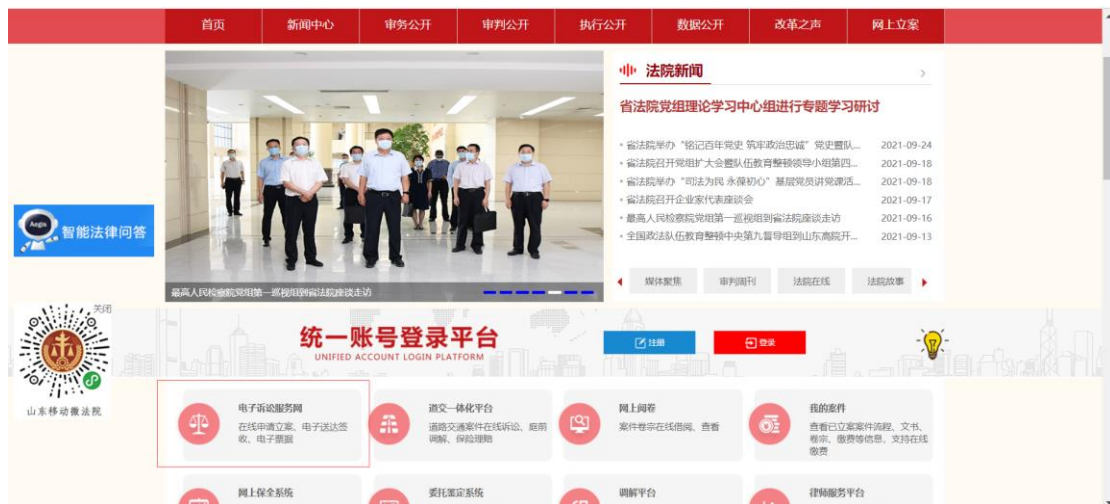 首页 新闻中心 审务公开 审判公开 执行公开 数据公开 改革之声 网上立案
法院新闻
省法院党组理论学习中心组进行专题学习研讨
省法院举办“铭记百年党史 筑牢政治忠诚”党史暨队... 2021-09-24
省法院召开党组扩大会暨队伍教育整顿领导小组第四... 2021-09-18
省法院举办“司法为民 永葆初心”基层党员讲党课活... 2021-09-18
省法院召开企业家代表座谈会 2021-09-17
最高人民检察院党组第一巡视组到省法院座谈走访 2021-09-16
全国政法队伍教育整顿中央第九督导组到山东高院开... 2021-09-13
媒体聚焦 审判周刊 法院在线 法院故事
最高人民检察院党组第一巡视组到省法院座谈走访
Aegis
智能法律问答
关闭
山东移动微法院
统一账号登录平台
UNIFIED ACCOUNT LOGIN PLATFORM
注册 登录
电子诉讼服务网
在线申请立案、电子送达签
收、电子票据
道交一体化平台
道路交通案件在线诉讼、庭前
调解、保险理赔
网上阅卷
案件卷宗在线借阅、查看
我的案件
查看已立案案件流程、文书、
卷宗、缴费等信息、支持在线
缴费
网上保全系统
委托鉴定系统
调解平台
律师服务平台